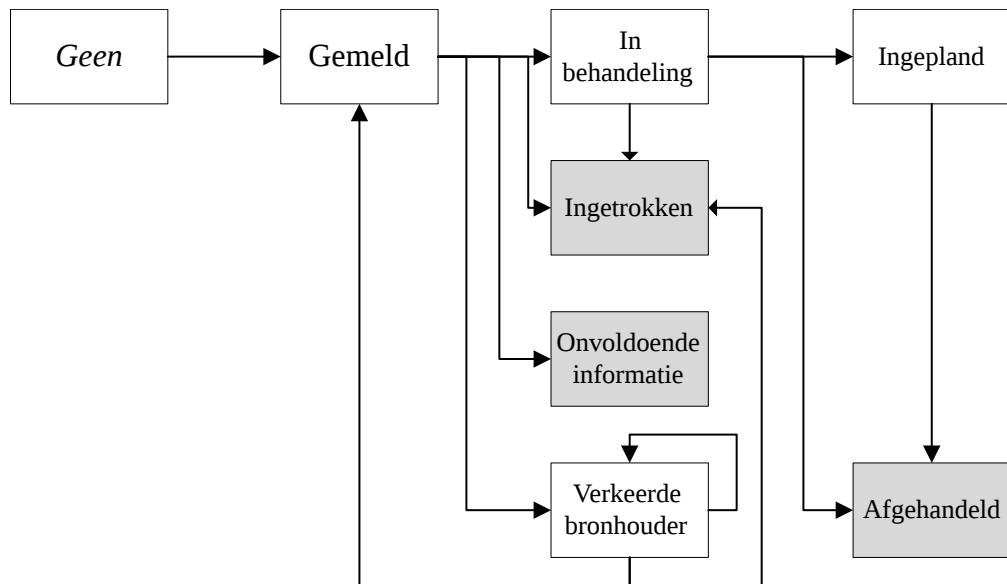 Geen
Gemeld
In
behandeling
Ingepland
Ingetrokken
Onvoldoende
informatie
Verkeerde
bronhouder
Afgehandeld